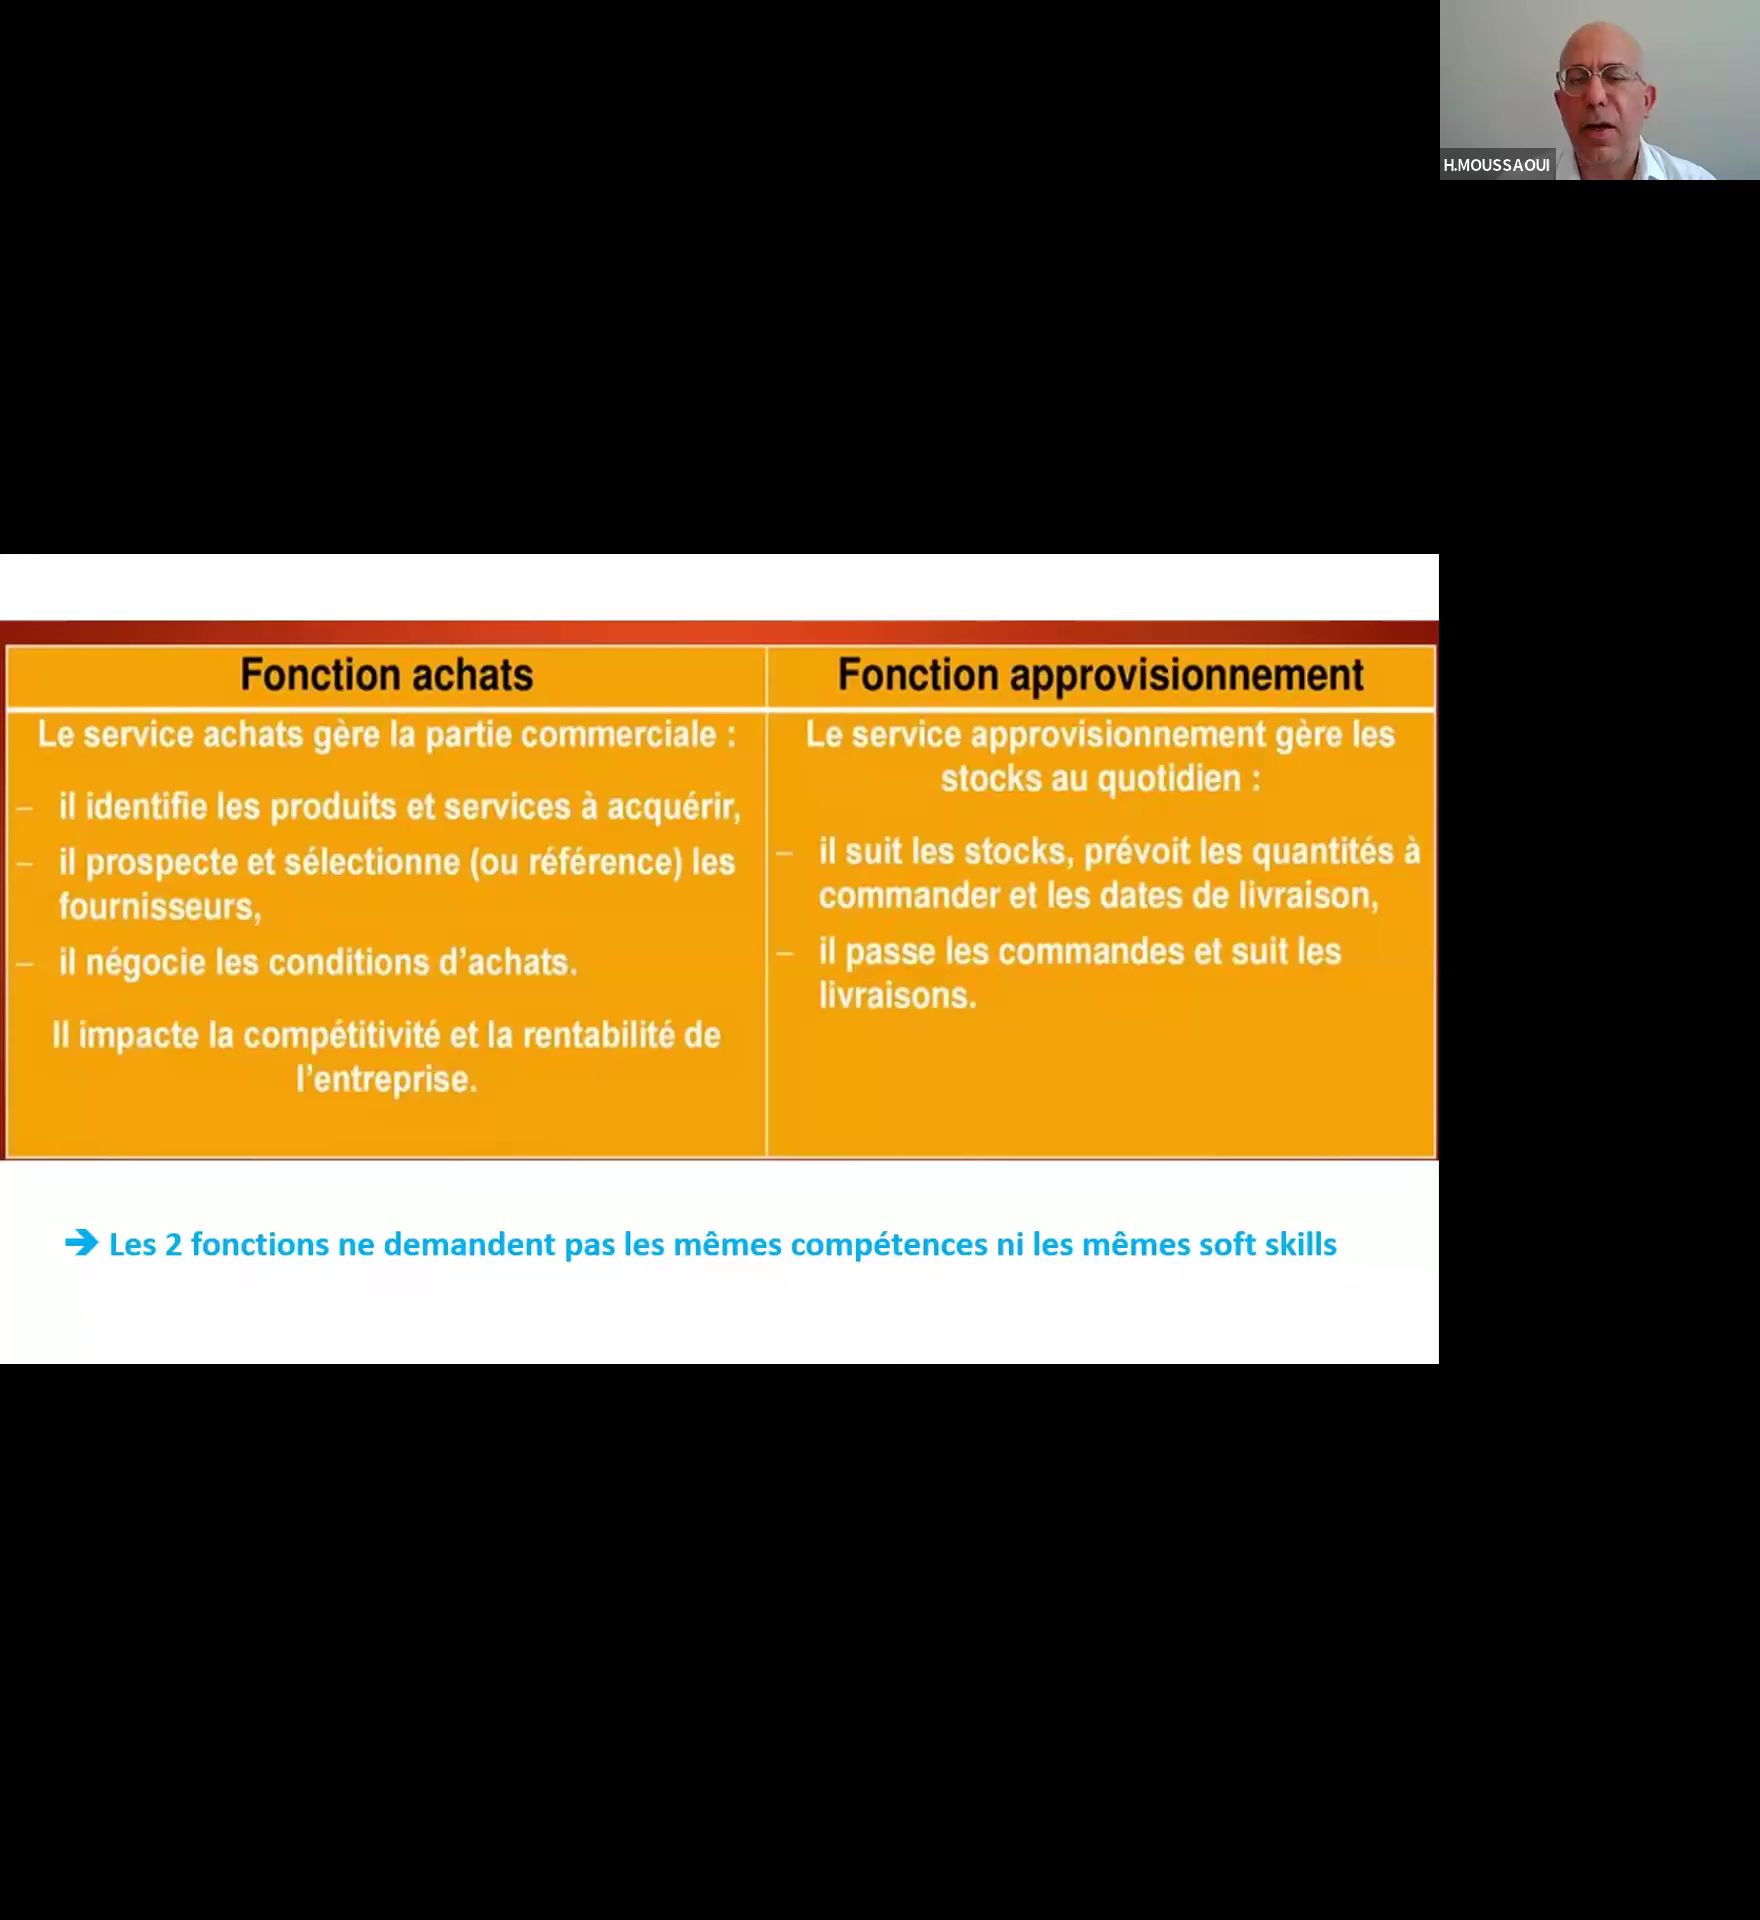 H.MOUSSAOUI
Fonction achats
Le service achats gère la partie commerciale :
– il identifie les produits et services à acquérir,
– il prospecte et sélectionne (ou référence) les
fournisseurs,
– il négocie les conditions d’achats.
Il impacte la compétitivité et la rentabilité de
l’entreprise.
Fonction approvisionnement
Le service approvisionnement gère les
stocks au quotidien :
– il suit les stocks, prévoit les quantités à
commander et les dates de livraison,
– il passe les commandes et suit les
livraisons.
➔ Les 2 fonctions ne demandent pas les mêmes compétences ni les mêmes soft skills